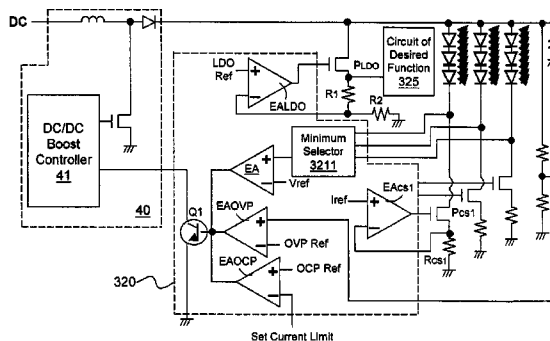 DC
LDO
Ref
EALDO
PLDO
Circuit of
Desired
Function
325
R1
R2
DC/DC
Boost
Controller
41
40
Minimum
Selector
3211
EA
Vref
EAcs1
Iref
Pcs1
Rcs1
Q1
EAOVP
OVP Ref
EAOCP
OCP Ref
320
Set Current Limit